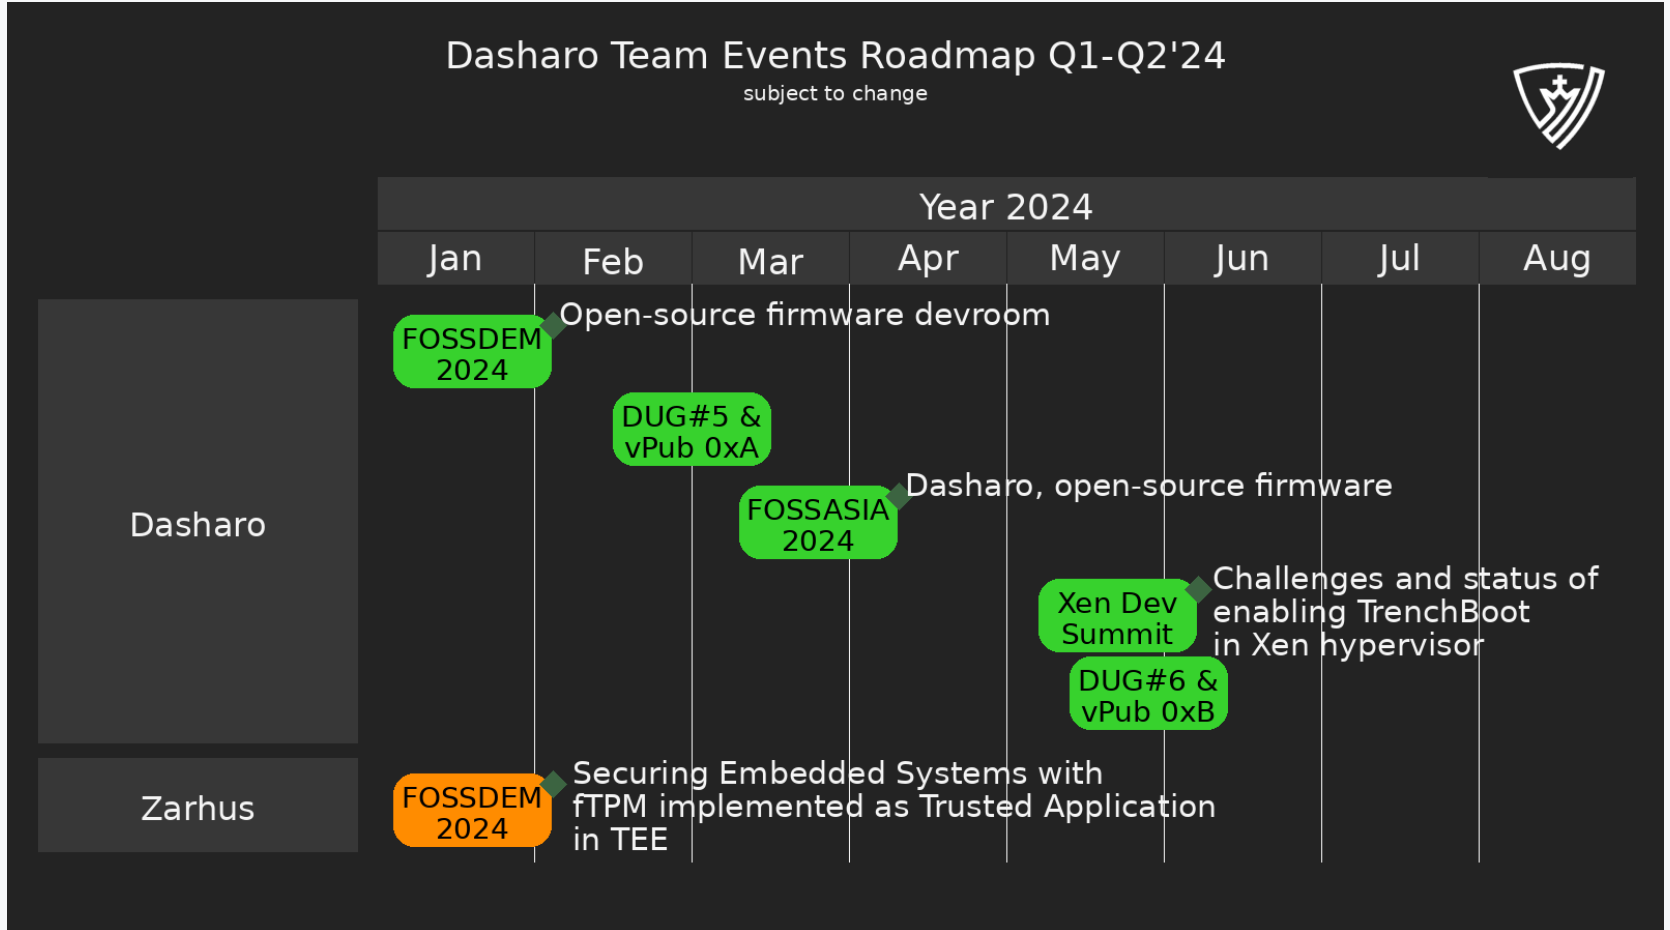 Dasharo Team Events Roadmap Q1-Q2'24
subject to change
Year 2024
Jan Feb Mar Apr May Jun Jul Aug
Dasharo
FOSSDEM
2024
Open-source firmware devroom
DUG#5 &
vPub 0xA
FOSSASIA
2024
Dasharo, open-source firmware
Xen Dev
Summit
Challenges and status of
enabling TrenchBoot
in Xen hypervisor
DUG#6 &
vPub 0xB
Zarhus
FOSSDEM
2024
Securing Embedded Systems with
fTPM implemented as Trusted Application
in TEE